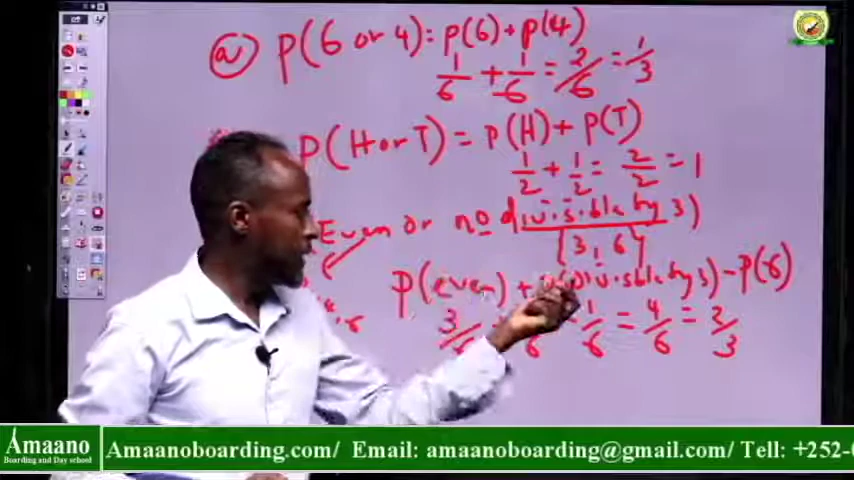 a) P(6 or 4): P(6) + P(4)
1/6 + 1/6 = 2/6 = 1/3
P(H or T) = P(H) + P(T)
1/2 + 1/2 = 2/2 = 1
Even or no divisible by 3)
{3, 6}
P(even) + divisible by 3) - P(6)
3/6 6 1/6 = 4/6 = 2/3
Amaano
Boarding and Day school
Amaanoboarding.com/ Email: amaanoboarding@gmail.com/ Tell: +252-